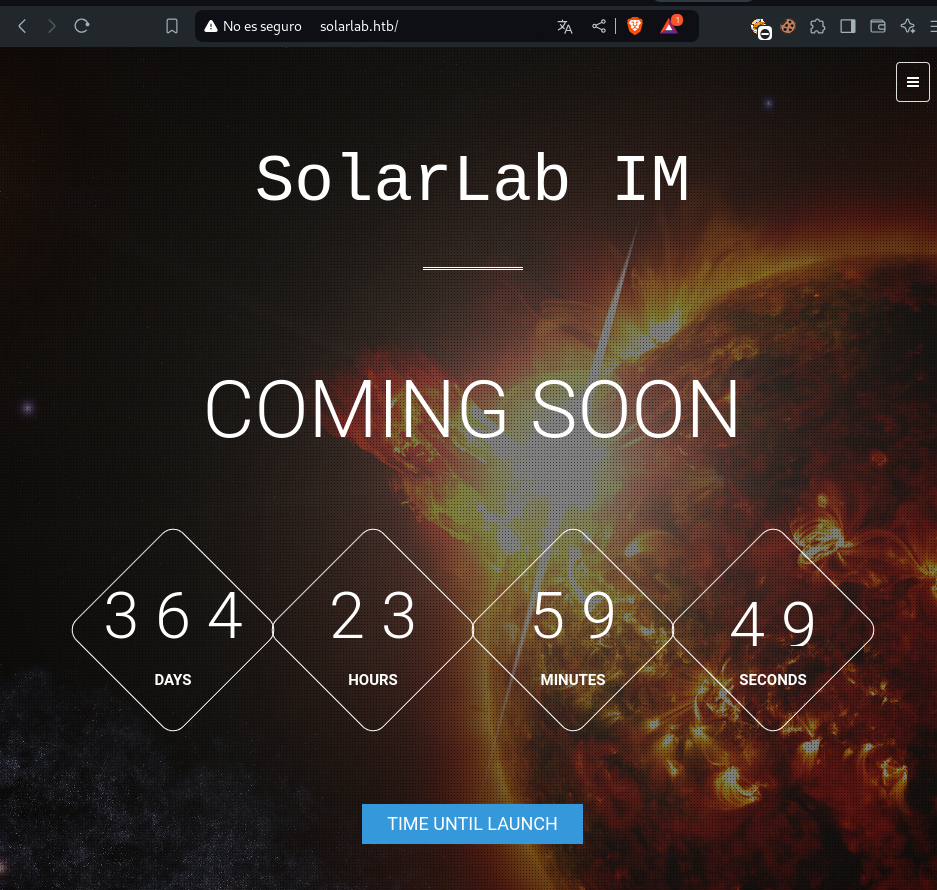 No es seguro solarlab.htb/
1
SolarLab IM
COMING SOON
364 23 59 49
DAYS HOURS MINUTES SECONDS
TIME UNTIL LAUNCH